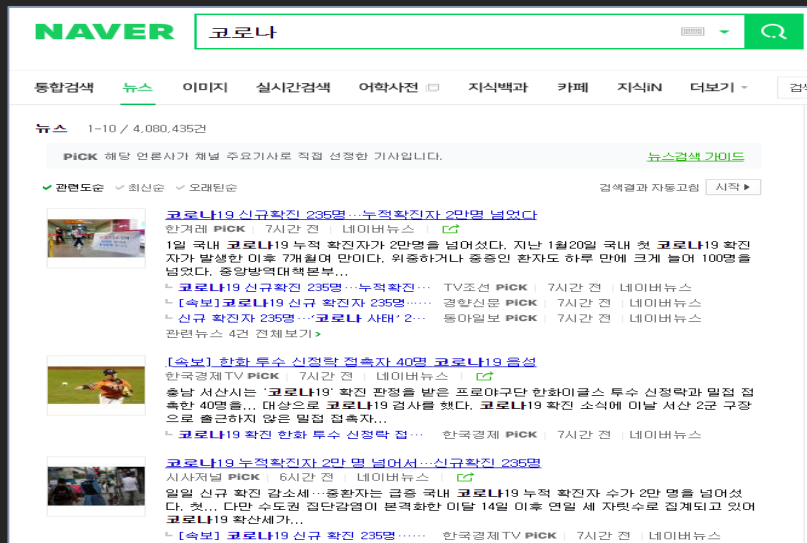 NAVER
코로나
통합검색 뉴스 이미지 실시간검색 어학사전 지식백과 카페 지식iN 더보기 검색
뉴스 1-10 / 4,080,435건
PiCK 해당 언론사가 채널 주요기사로 직접 선정한 기사입니다. 뉴스검색 가이드
관련도순 최신순 오래된순 검색결과 자동고침 시작
코로나19 신규확진 235명…누적확진자 2만명 넘었다
한겨레 PiCK 7시간 전 네이버뉴스
1일 국내 코로나19 누적 확진자가 2만명을 넘어섰다. 지난 1월20일 국내 첫 코로나19 확진
자가 발생한 이후 7개월여 만이다. 위중하거나 중증인 환자도 하루 만에 크게 늘어 100명을
넘었다. 중앙방역대책본부...
코로나19 신규확진 235명…누적확진… TV조선 PiCK 7시간 전 네이버뉴스
[속보]코로나19 신규 확진자 235명…… 경향신문 PiCK 7시간 전 네이버뉴스
신규 확진자 235명…‘코로나 사태’ 2… 동아일보 PiCK 7시간 전 네이버뉴스
관련뉴스 4건 전체보기
[속보] 한화 투수 신정락 접촉자 40명 코로나19 음성
한국경제TV PiCK 7시간 전 네이버뉴스
충남 서산시는 '코로나19' 확진 판정을 받은 프로야구단 한화이글스 투수 신정락과 밀접 접
촉한 40명을... 대상으로 코로나19 검사를 했다. 코로나19 확진 소식에 이날 서산 2군 구장
으로 출근하지 않은 밀접 접촉자...
코로나19 확진 한화 투수 신정락 접… 한국경제 PiCK 7시간 전 네이버뉴스
코로나19 누적확진자 2만 명 넘어서…신규확진 235명
시사저널 PiCK 6시간 전 네이버뉴스
일일 신규 확진 감소세…중환자는 급증 국내 코로나19 누적 확진자 수가 2만 명을 넘어섰
다. 첫... 다만 수도권 집단감염이 본격화한 이달 14일 이후 연일 세 자릿수로 집계되고 있어
코로나19 확산세가...
[속보] 코로나19 신규 확진 235명…… 한국경제TV PiCK 7시간 전 네이버뉴스